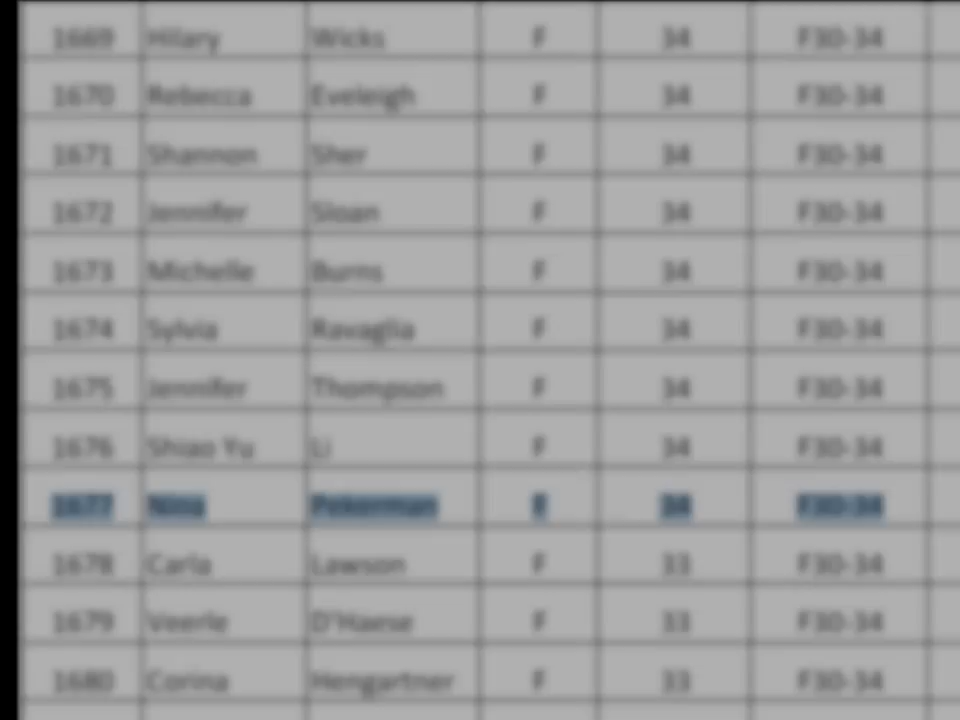 1669 Hilary Wicks F 34 F30-34
1670 Rebecca Eveleigh F 34 F30-34
1671 Shannon Sher F 34 F30-34
1672 Jennifer Sloan F 34 F30-34
1673 Michelle Burns F 34 F30-34
1674 Sylvia Ravaglia F 34 F30-34
1675 Jennifer Thompson F 34 F30-34
1676 Shiao Yu Li F 34 F30-34
1677 Nina Pekerman F 34 F30-34
1678 Carla Lawson F 33 F30-34
1679 Veerle D'Haese F 33 F30-34
1680 Corina Hengartner F 33 F30-34